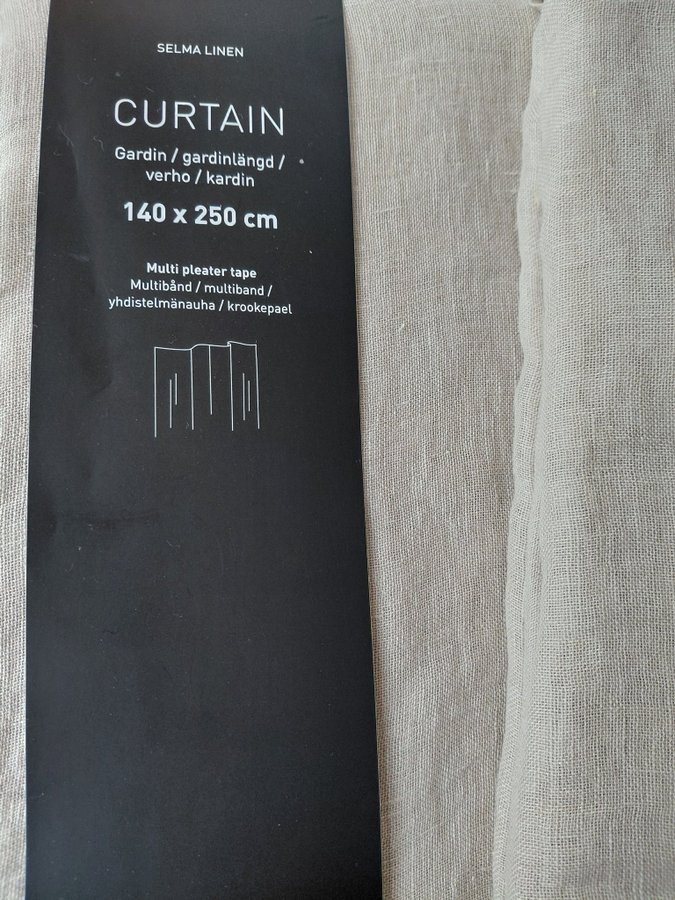 SELMA LINEN
CURTAIN
Gardin / gardinlängd /
verho / kardin
140 x 250 cm
Multi pleater tape
Multibånd / multiband /
yhdistelmänauha / krookepael